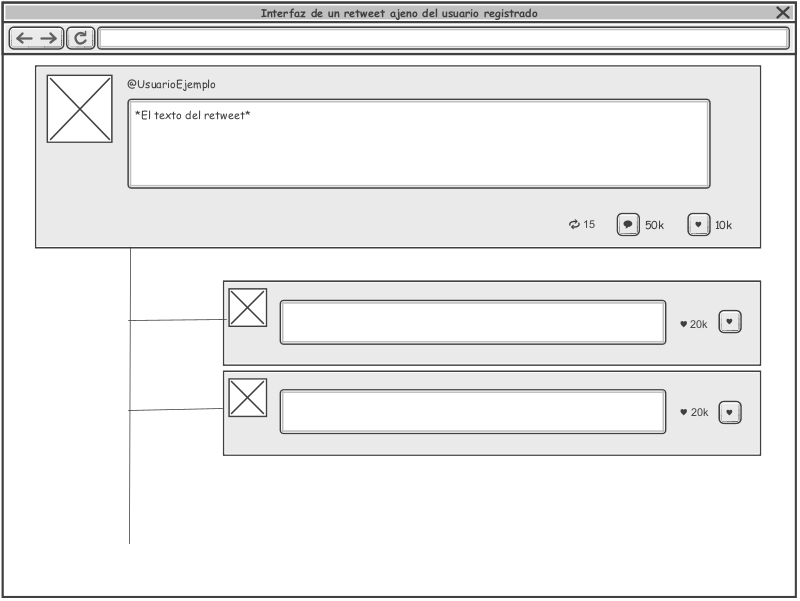 Interfaz de un retweet ajeno del usuario registrado
@UsuarioEjemplo
*El texto del retweet*
15 50k 10k
20k
20k